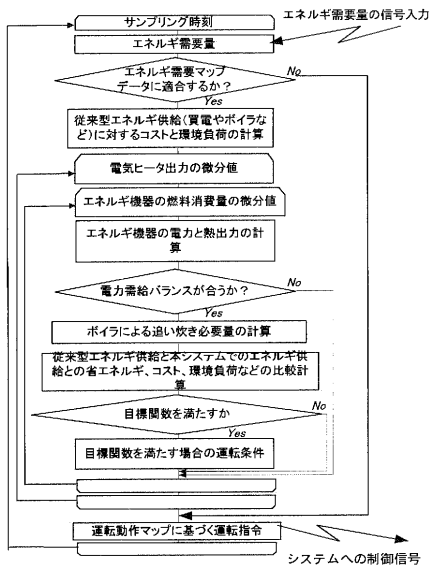 サンプリング時刻
エネルギ需要量の信号入力
エネルギ需要量
エネルギ需要マップ
データに適合するか？
No
Yes
従来型エネルギ供給(買電やボイラな
ど)に対するコストと環境負荷の計算
電気ヒータ出力の微分値
エネルギ機器の燃料消費量の微分値
エネルギ機器の電力と熱出力の計
算
電力需給バランスが合うか？
No
Yes
ボイラによる追い炊き必要量の計算
従来型エネルギ供給と本システムでのエネルギ供
給との省エネルギ、コスト、環境負荷などの比較計
算
目標関数を満たすか
No
Yes
目標関数を満たす場合の運転条件
運転動作マップに基づく運転指令
システムへの制御信号